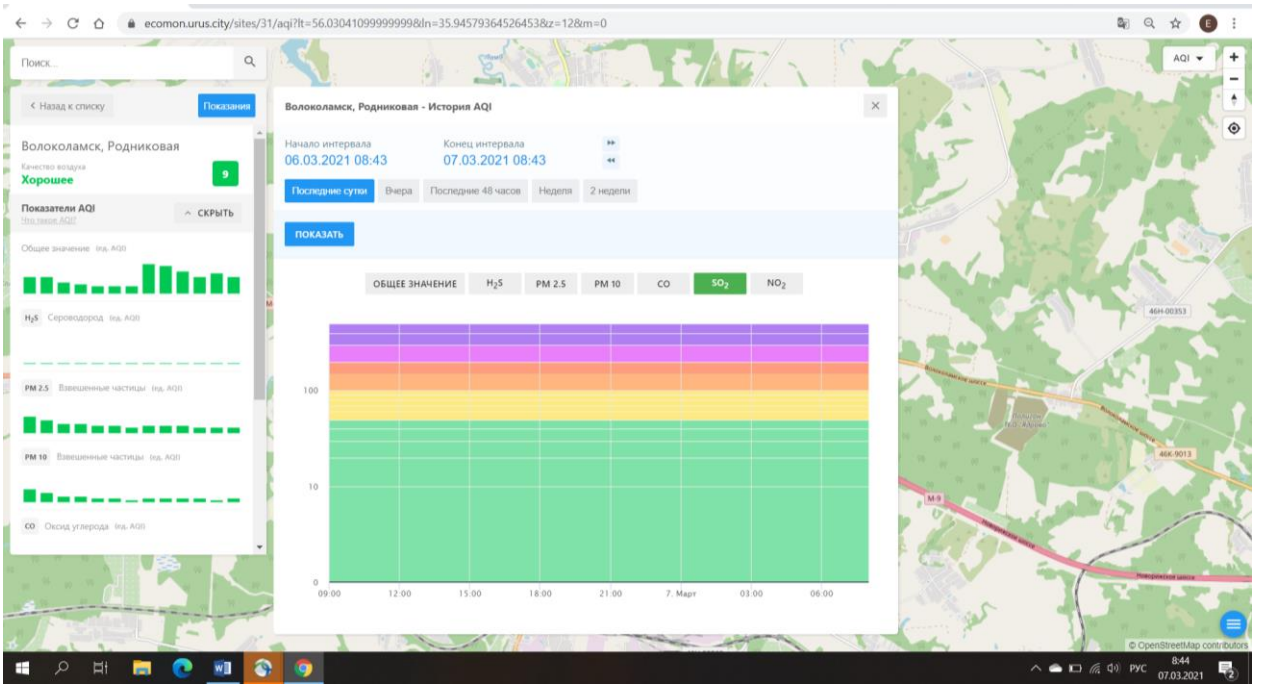 ecomon.urus.city/sites/31/aqi?lt=56.03041099999999&ln=35.94579364526453&z=12&m=0
E
Поиск...
AQI
+
−
< Назад к списку
Показания
Волоколамск, Родниковая - История AQI
×
Волоколамск, Родниковая
Качество воздуха
Хорошее
9
Начало интервала
Конец интервала
06.03.2021 08:43
07.03.2021 08:43
Последние сутки
Вчера
Последние 48 часов
Неделя
2 недели
Показатели AQI
Что такое AQI?
СКРЫТЬ
ПОКАЗАТЬ
Общее значение (ед. AQI)
ОБЩЕЕ ЗНАЧЕНИЕ
H₂S
PM 2.5
PM 10
CO
SO₂
NO₂
H₂S Сероводород (ед. AQI)
PM 2.5 Взвешенные частицы (ед. AQI)
PM 10 Взвешенные частицы (ед. AQI)
CO Оксид углерода (ед. AQI)
100
10
0
09:00
12:00
15:00
18:00
21:00
7. Март
03:00
06:00
46Н-00353
Волоколамское шоссе
46К-9013
М-9
Новорижское шоссе
Новорижское шоссе
© OpenStreetMap contributors
W
РУС
8:44
07.03.2021
2